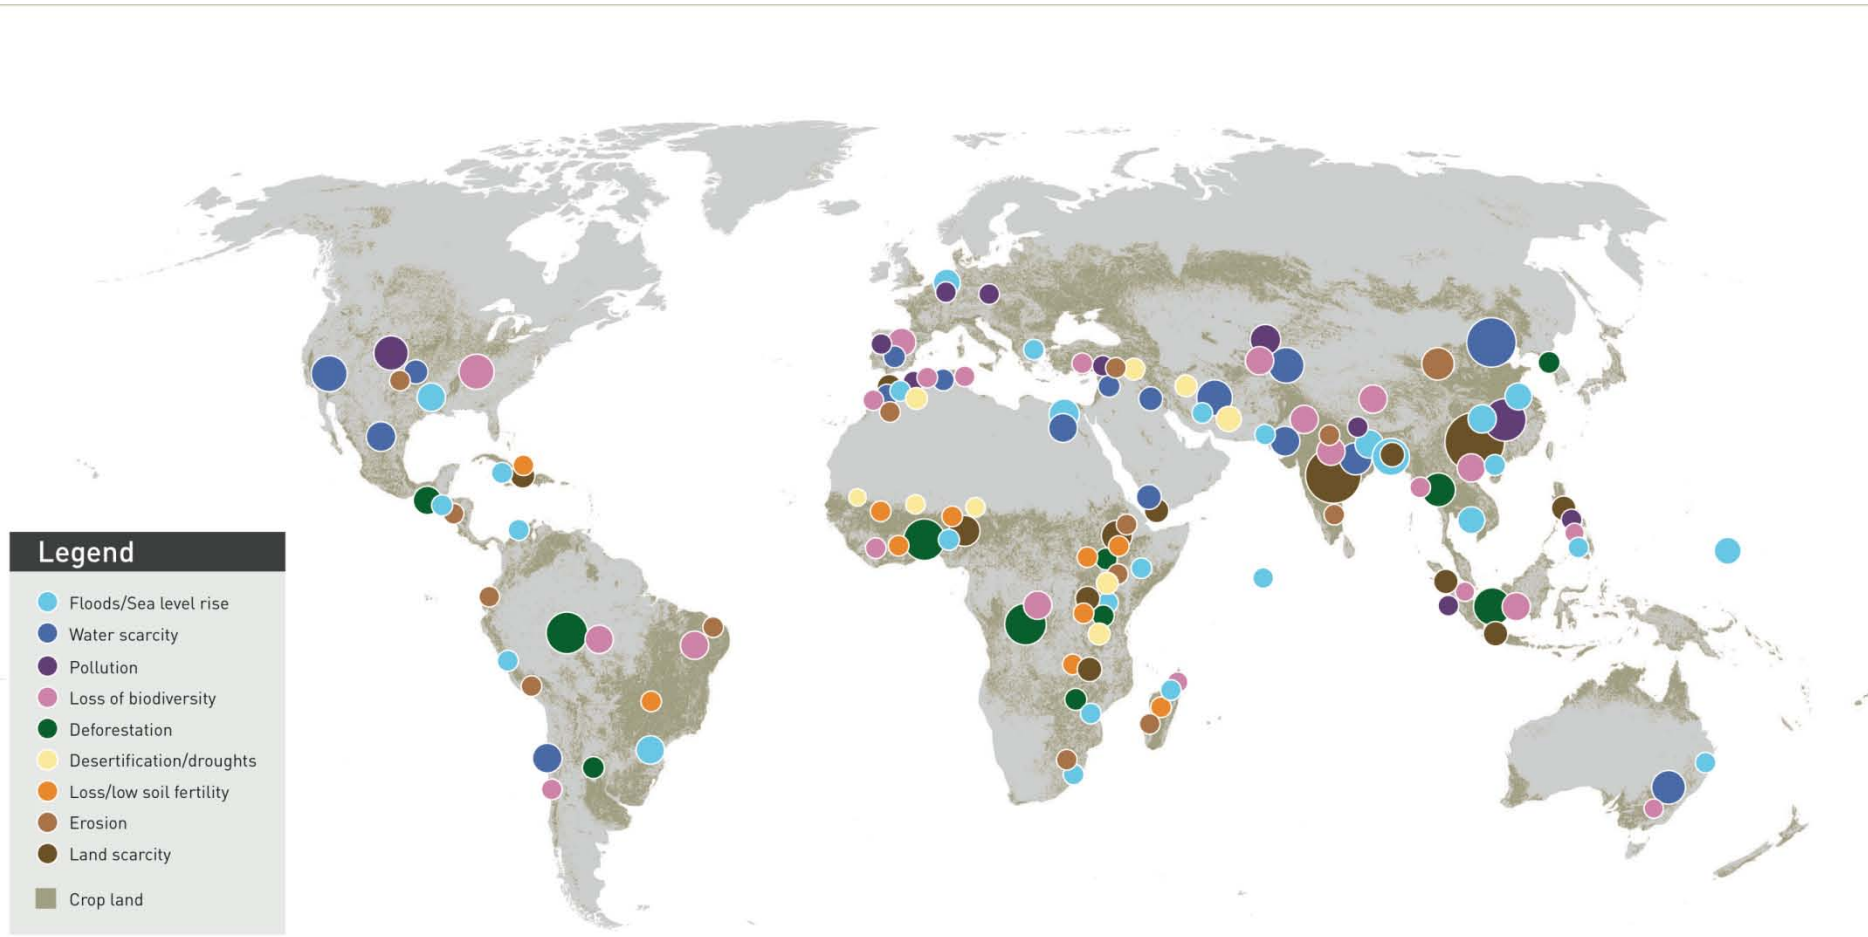 Legend
Floods/Sea level rise
Water scarcity
Pollution
Loss of biodiversity
Deforestation
Desertification/droughts
Loss/low soil fertility
Erosion
Land scarcity
Crop land